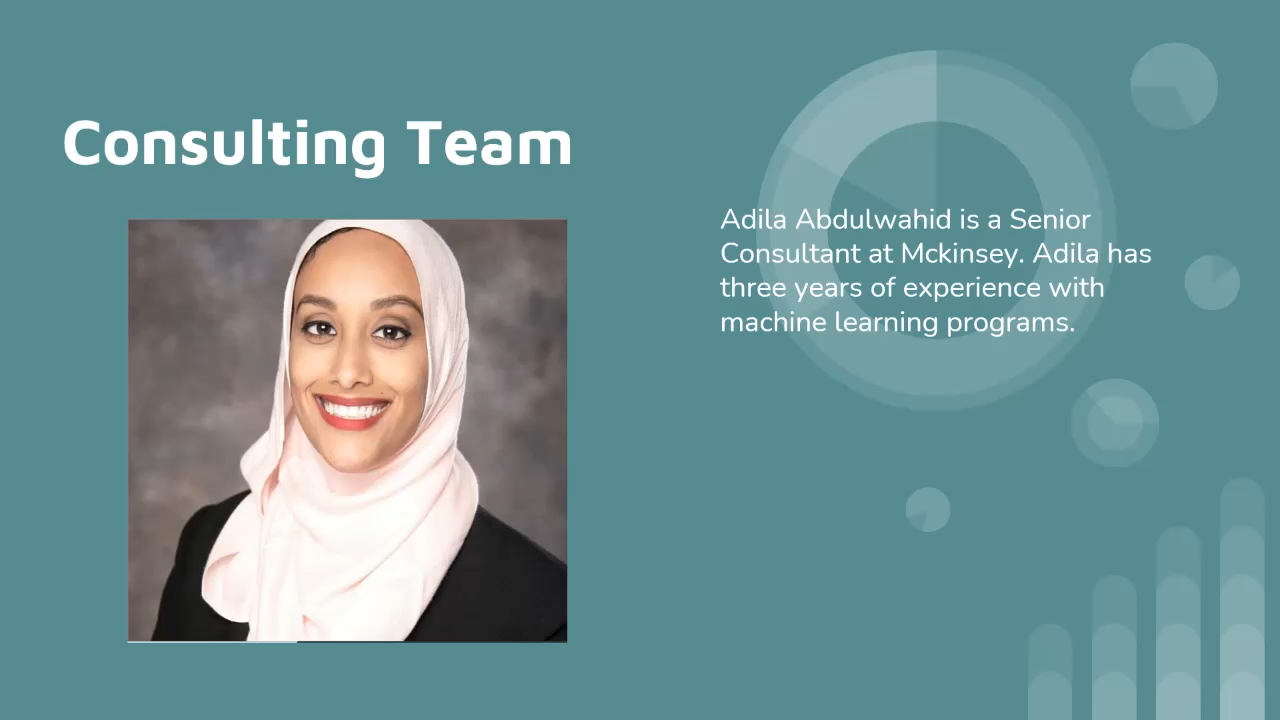 Consulting Team
Adila Abdulwahid is a Senior
Consultant at Mckinsey. Adila has
three years of experience with
machine learning programs.